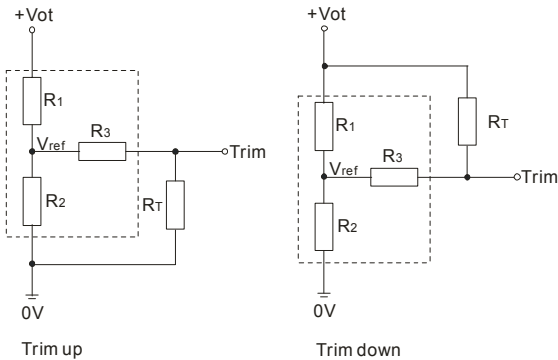 +Vot
R1
Vref
R3
Trim
R2
RT
0V
Trim up
+Vot
R1
RT
Vref
R3
Trim
R2
0V
Trim down